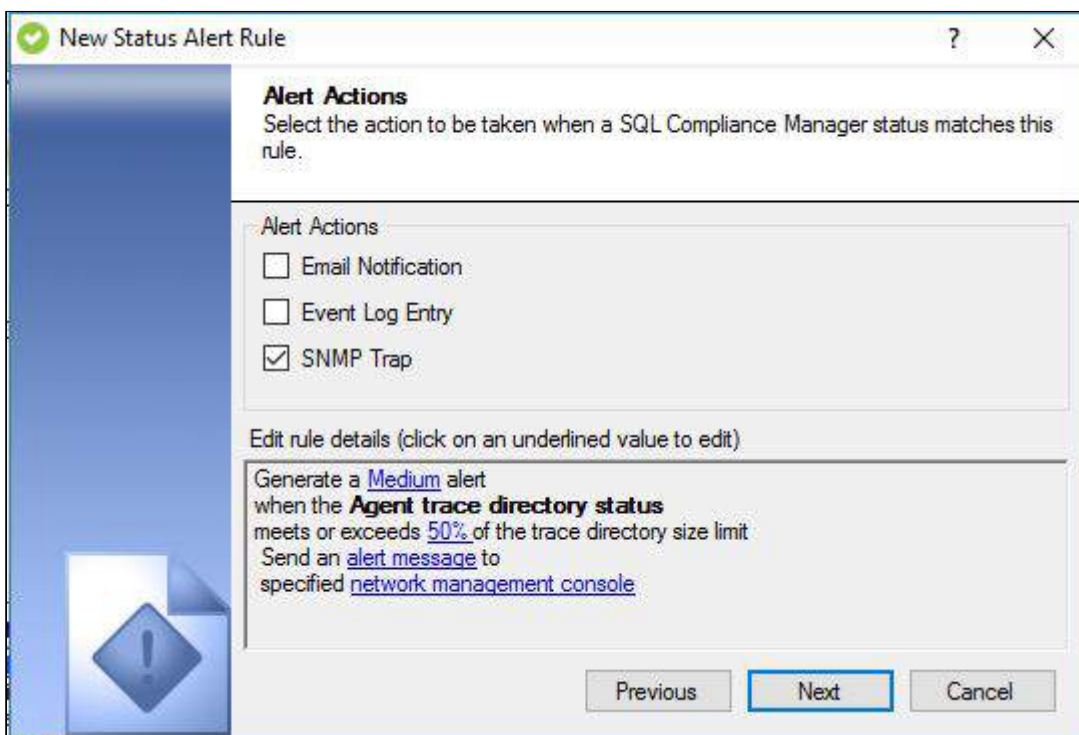 New Status Alert Rule
?
Alert Actions
Select the action to be taken when a SQL Compliance Manager status matches this
rule.
Alert Actions
Email Notification
Event Log Entry
SNMP Trap
Edit rule details (click on an underlined value to edit)
Generate a Medium alert
when the Agent trace directory status
meets or exceeds 50% of the trace directory size limit
Send an alert message to
specified network management console
Previous
Next
Cancel